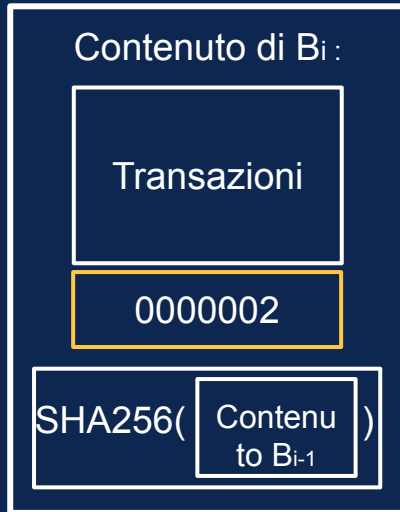 Contenuto di Bi :
Transazioni
0000002
SHA256( Contenu )
to Bi-1